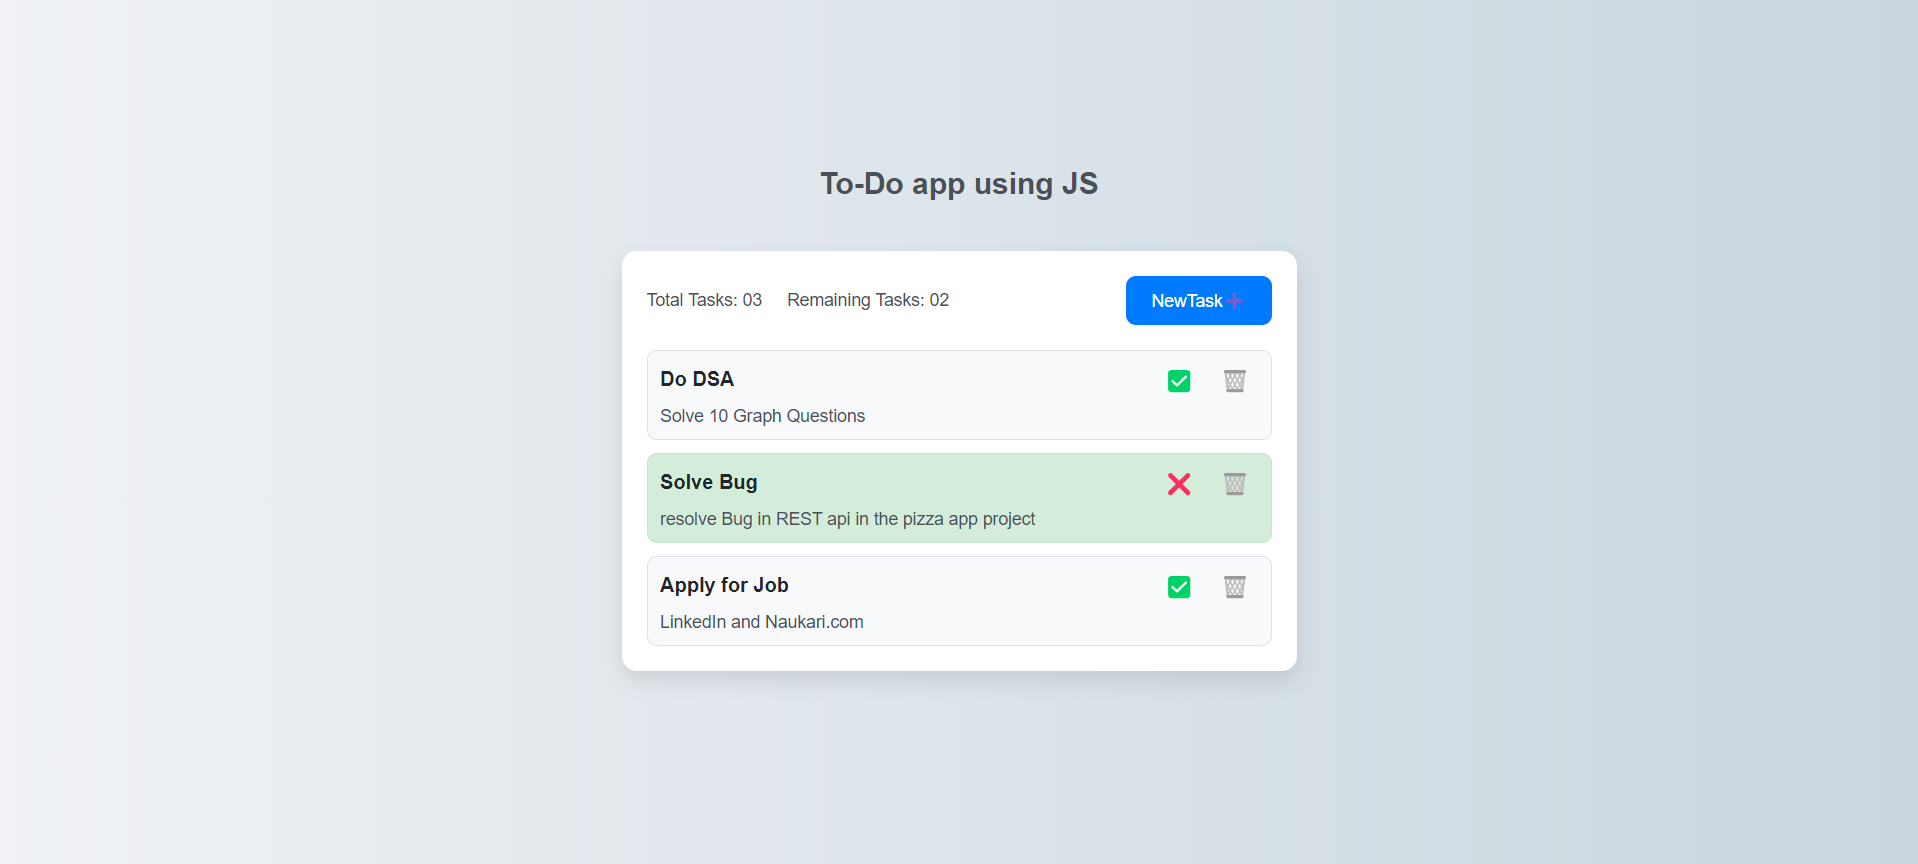 To-Do app using JS
Total Tasks: 03 Remaining Tasks: 02 NewTask➕
Do DSA
Solve 10 Graph Questions
Solve Bug
resolve Bug in REST api in the pizza app project
Apply for Job
LinkedIn and Naukari.com